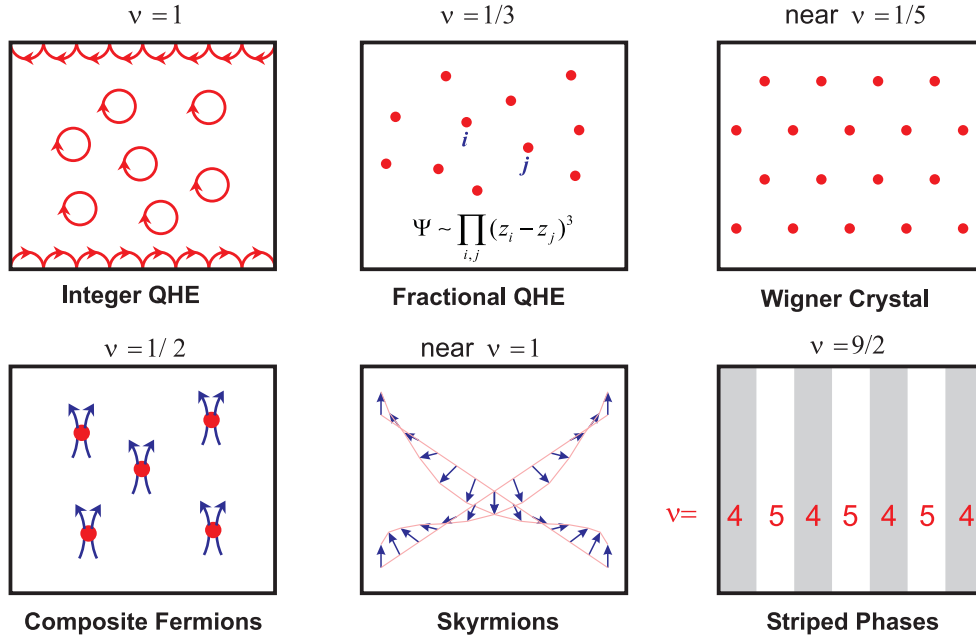 ν = 1
ν = 1/3
near ν = 1/5
i
j
Ψ ~ ∏ (z_i − z_j)^3
i,j
Integer QHE
Fractional QHE
Wigner Crystal
ν = 1/ 2
near ν = 1
ν = 9/2
ν= 4 5 4 5 4 5 4
Composite Fermions
Skyrmions
Striped Phases